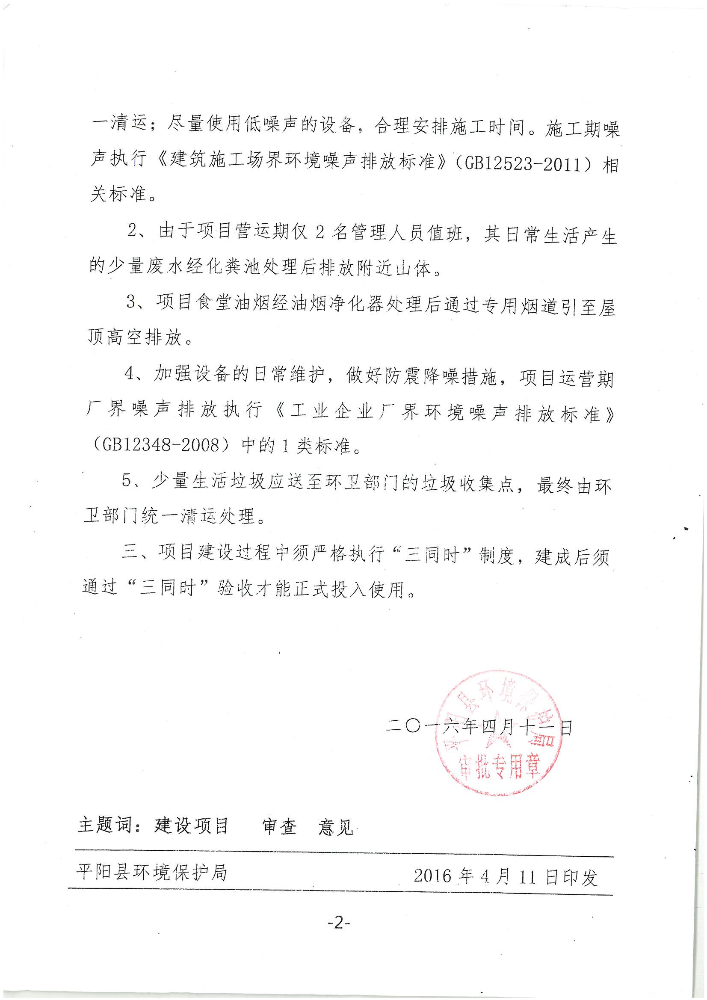 一清运；尽量使用低噪声的设备，合理安排施工时间。施工期噪
声执行《建筑施工场界环境噪声排放标准》（GB12523-2011）相
关标准。
2、由于项目营运期仅 2 名管理人员值班，其日常生活产生
的少量废水经化粪池处理后排放附近山体。
3、项目食堂油烟经油烟净化器处理后通过专用烟道引至屋
顶高空排放。
4、加强设备的日常维护，做好防震降噪措施，项目运营期
厂界噪声排放执行《工业企业厂界环境噪声排放标准》
（GB12348-2008）中的 1 类标准。
5、少量生活垃圾应送至环卫部门的垃圾收集点，最终由环
卫部门统一清运处理。
三、项目建设过程中须严格执行“三同时”制度，建成后须
通过“三同时”验收才能正式投入使用。
平阳县环境保护局
二〇一六年四月十一日
审批专用章
主题词：建设项目 审查 意见
平阳县环境保护局 2016 年 4 月 11 日印发
-2-